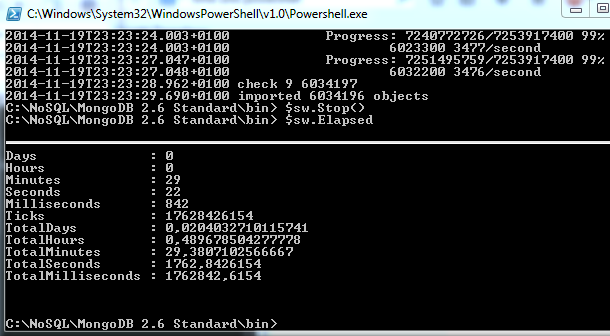 C:\Windows\System32\WindowsPowerShell\v1.0\Powershell.exe
2014-11-19T23:23:24.003+0100 Progress: 7240772726/7253917400 99%
2014-11-19T23:23:24.003+0100 6023300 3477/second
2014-11-19T23:23:27.047+0100 Progress: 7251495759/7253917400 99%
2014-11-19T23:23:27.048+0100 6032200 3476/second
2014-11-19T23:23:28.962+0100 check 9 6034197
2014-11-19T23:23:29.690+0100 imported 6034196 objects
C:\NoSQL\MongoDB 2.6 Standard\bin> $sw.Stop()
C:\NoSQL\MongoDB 2.6 Standard\bin> $sw.Elapsed
Days : 0
Hours : 0
Minutes : 29
Seconds : 22
Milliseconds : 842
Ticks : 17628426154
TotalDays : 0,0204032710115741
TotalHours : 0,489678504277778
TotalMinutes : 29,3807102566667
TotalSeconds : 1762,8426154
TotalMilliseconds : 1762842,6154
C:\NoSQL\MongoDB 2.6 Standard\bin>